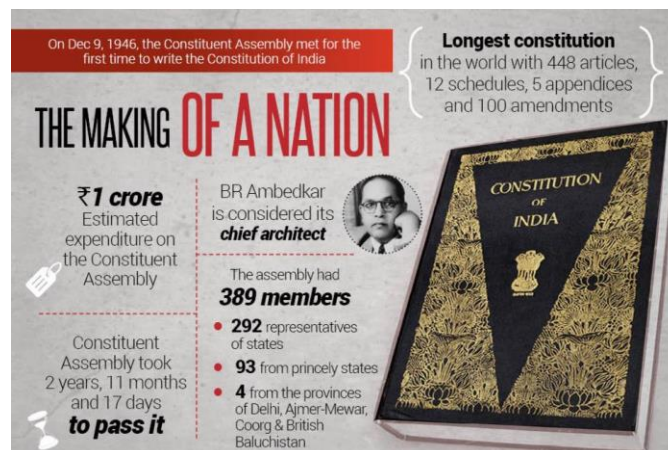 On Dec 9, 1946, the Constituent Assembly met for the
first time to write the Constitution of India
Longest constitution
in the world with 448 articles,
12 schedules, 5 appendices
and 100 amendments
THE MAKING OF A NATION
₹1 crore
Estimated
expenditure on
the Constituent
Assembly
BR Ambedkar
is considered its
chief architect
The assembly had
389 members
• 292 representatives
of states
• 93 from princely states
• 4 from the provinces
of Delhi, Ajmer-Mewar,
Coorg & British
Baluchistan
Constituent
Assembly took
2 years, 11 months
and 17 days
to pass it
CONSTITUTION
OF
INDIA